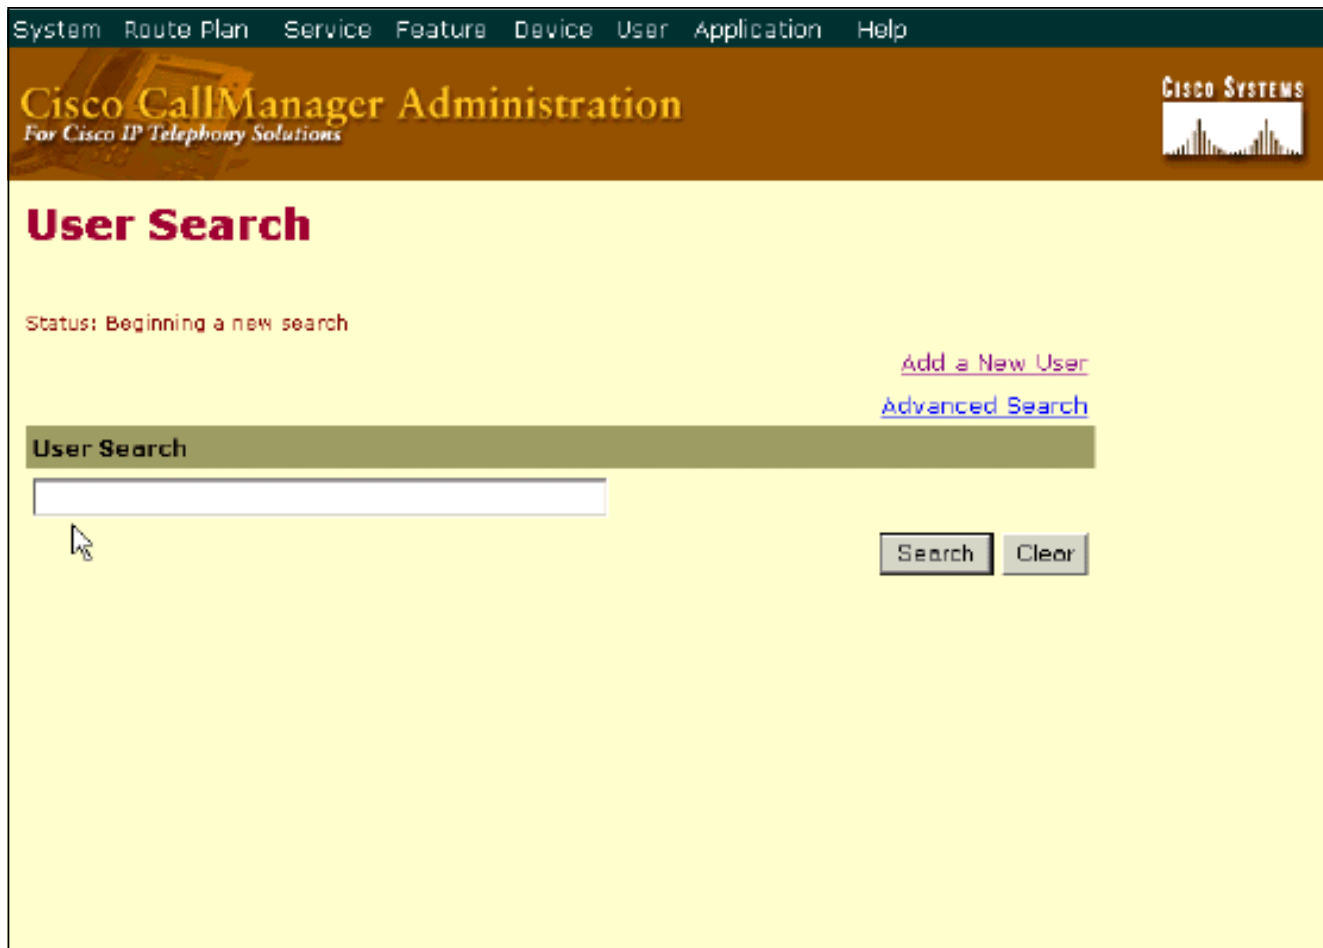 System Route Plan Service Feature Device User Application Help
Cisco CallManager Administration
For Cisco IP Telephony Solutions
CISCO SYSTEMS
User Search
Status: Beginning a new search
Add a New User
Advanced Search
User Search
Search Clear